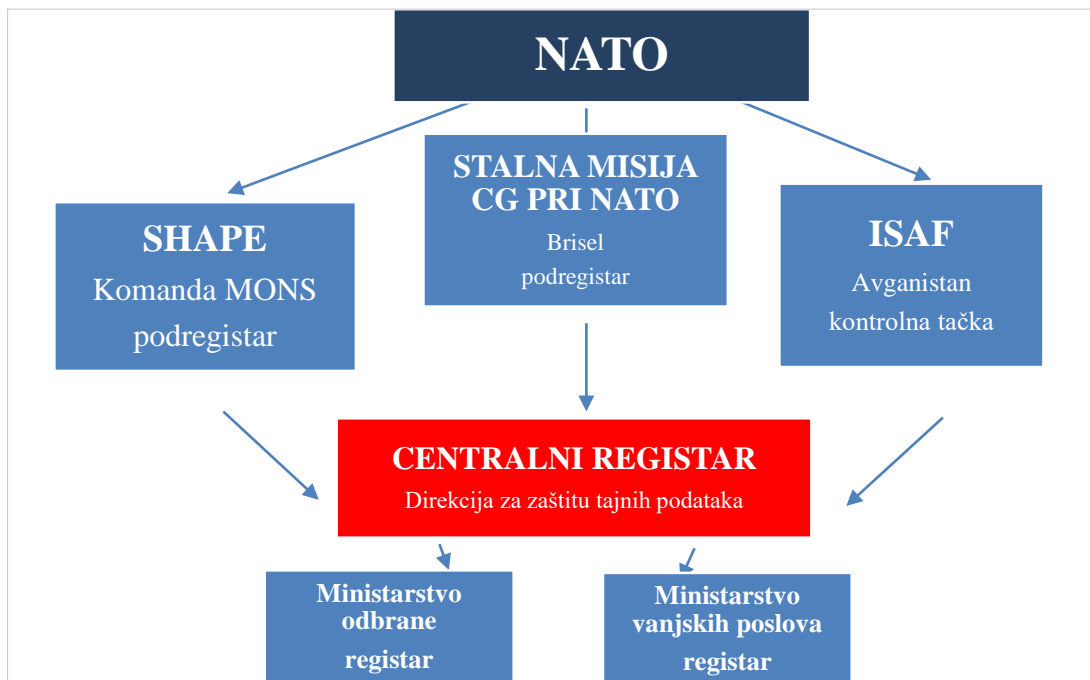 NATO
STALNA MISIJA
CG PRI NATO
Brisel
podregistar
SHAPE
Komanda MONS
podregistar
ISAF
Avganistan
kontrolna tačka
CENTRALNI REGISTAR
Direkcija za zaštitu tajnih podataka
Ministarstvo
odbrane
registar
Ministarstvo
vanjskih poslova
registar